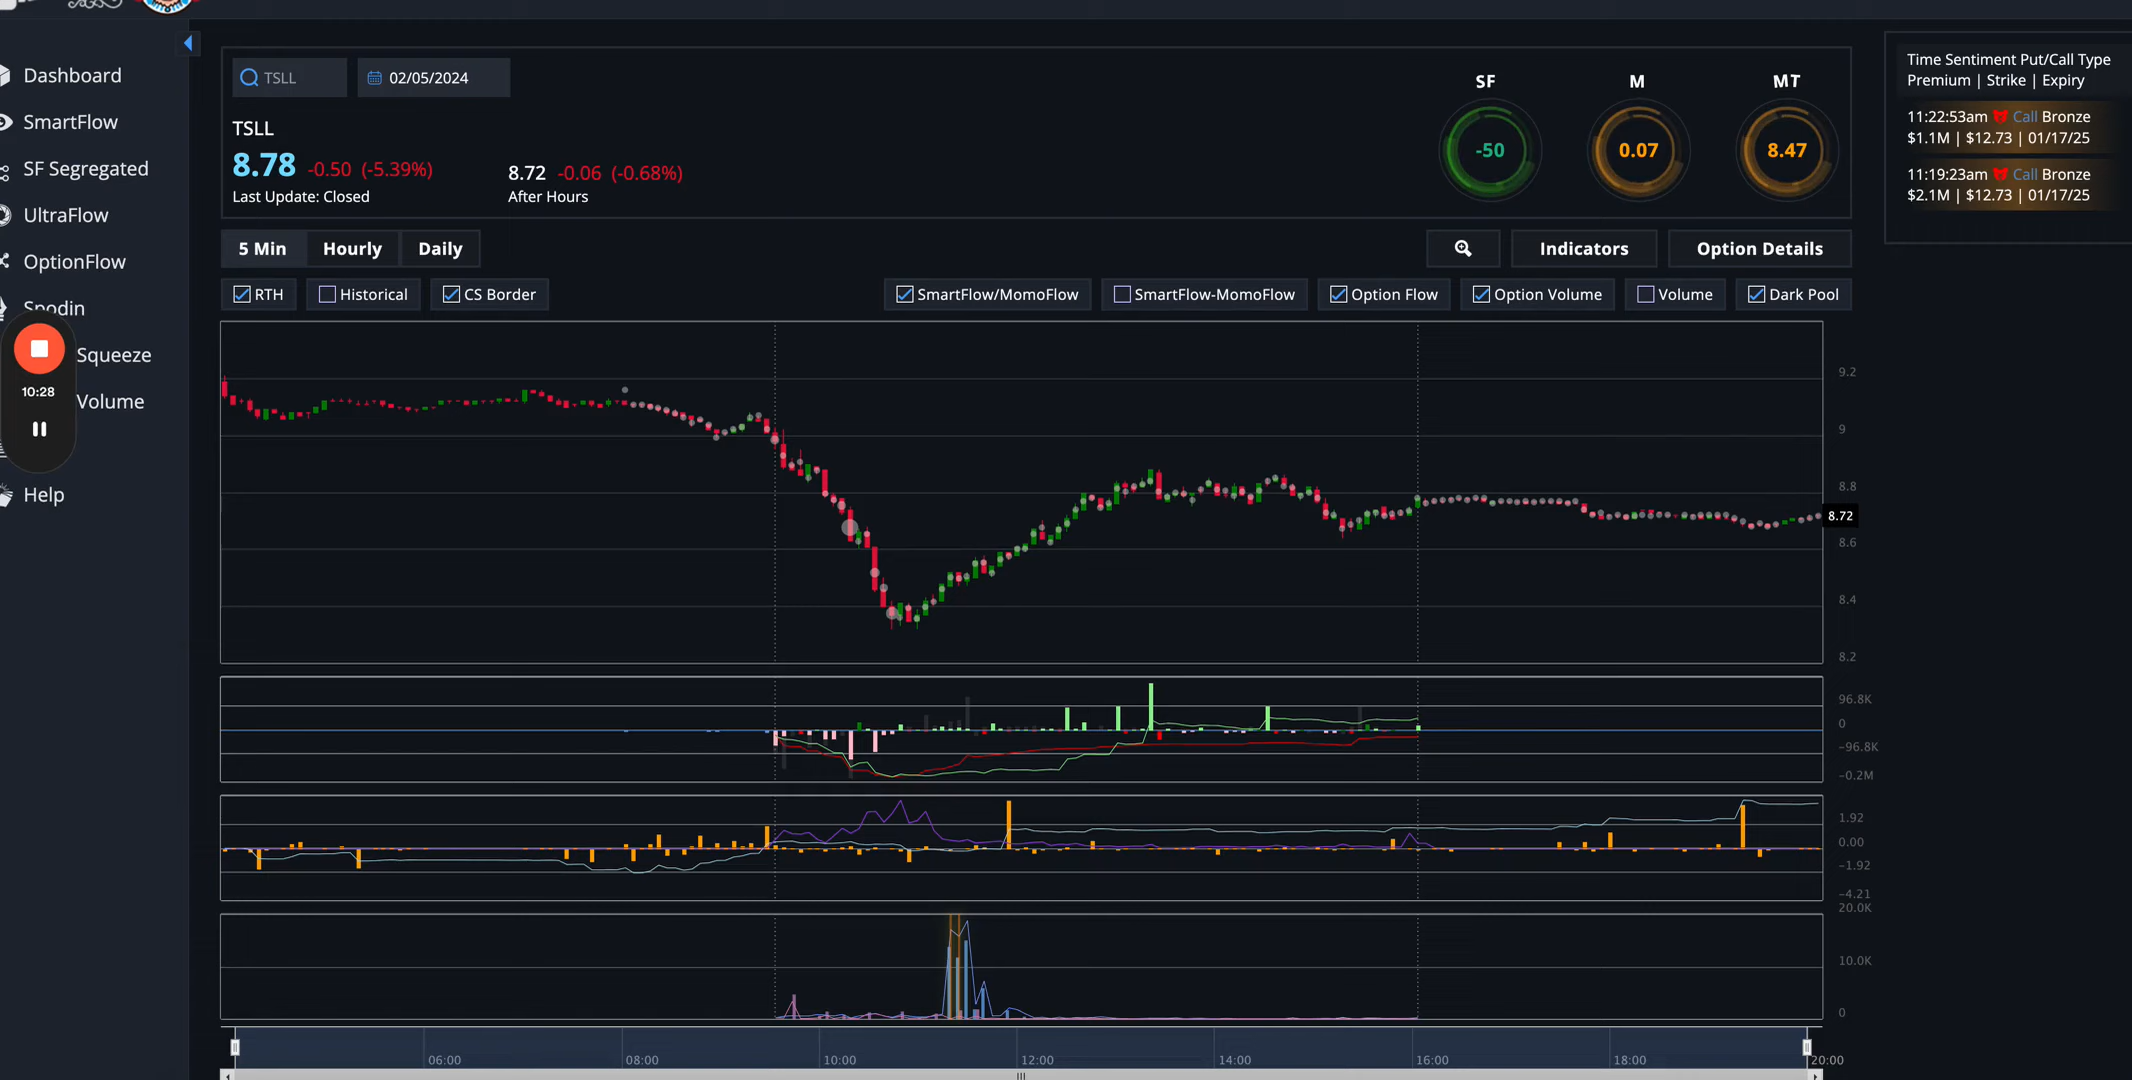 Dashboard
SmartFlow
SF Segregated
UltraFlow
OptionFlow
Spodin
Squeeze
Volume
Help
10:28
TSLL
02/05/2024
TSLL
8.78 -0.50 (-5.39%)
Last Update: Closed
8.72 -0.06 (-0.68%)
After Hours
SF
-50
M
0.07
MT
8.47
5 Min Hourly Daily
Indicators Option Details
RTH Historical CS Border
SmartFlow/MomoFlow SmartFlow-MomoFlow Option Flow Option Volume Volume Dark Pool
9.2
9
8.8
8.72
8.6
8.4
8.2
96.8K
0
−96.8K
−0.2M
1.92
0.00
−1.92
−4.21
20.0K
10.0K
0
06:00 08:00 10:00 12:00 14:00 16:00 18:00 20:00
Time Sentiment Put/Call Type
Premium | Strike | Expiry
11:22:53am Call Bronze
$1.1M | $12.73 | 01/17/25
11:19:23am Call Bronze
$2.1M | $12.73 | 01/17/25